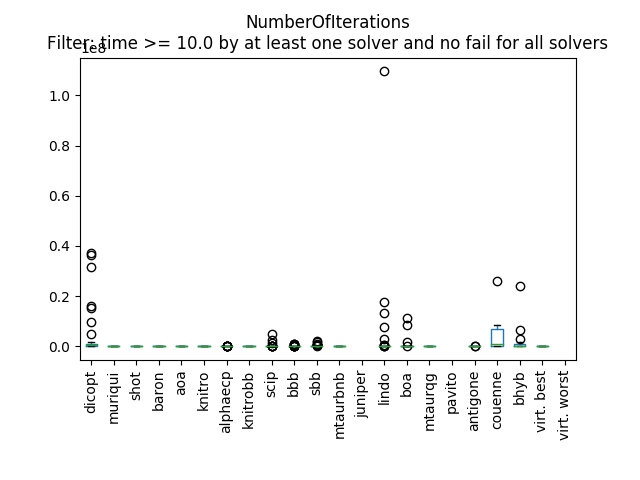 NumberOfIterations
Filter: time >= 10.0 by at least one solver and no fail for all solvers
1e8
1.0
0.8
0.6
0.4
0.2
0.0
dicopt
muriqui
shot
baron
aoa
knitro
alphaecp
knitrobb
scip
bbb
sbb
mtaurbnb
juniper
lindo
boa
mtaurqg
pavito
antigone
couenne
bhyb
virt. best
virt. worst